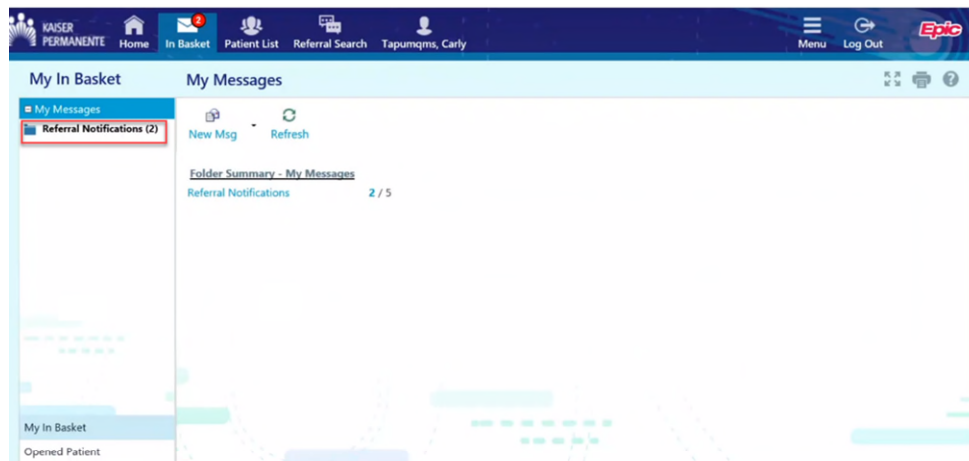 KAISER
PERMANENTE
Home
2
In Basket
Patient List
Referral Search
Tapumqms, Carly
Menu
Log Out
Epic
My In Basket
My Messages
My Messages
Referral Notifications (2)
New Msg
Refresh
Folder Summary - My Messages
Referral Notifications 2 / 5
My In Basket
Opened Patient